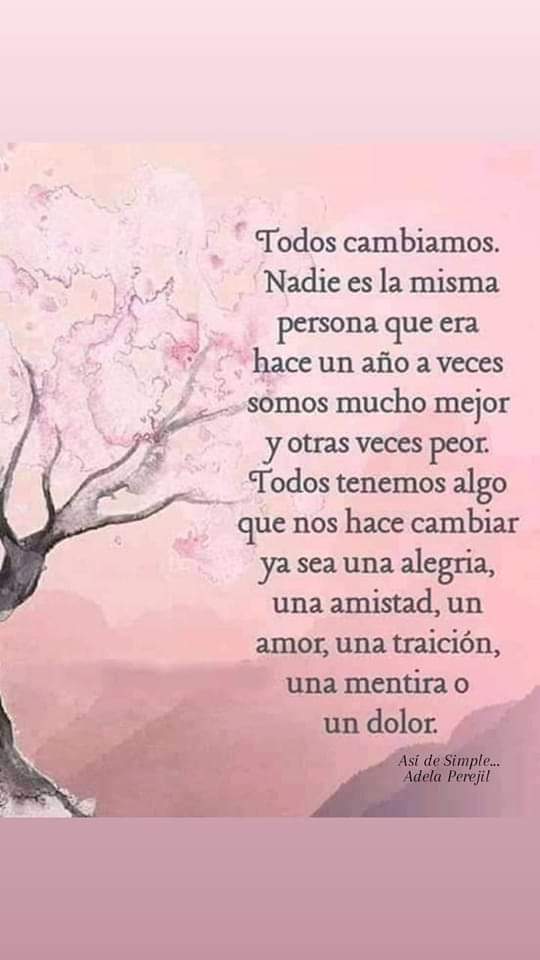 Todos cambiamos.
Nadie es la misma
persona que era
hace un año a veces
somos mucho mejor
y otras veces peor.
Todos tenemos algo
que nos hace cambiar
ya sea una alegria,
una amistad, un
amor, una traición,
una mentira o
un dolor.
Asi de Simple...
Adela Perejil